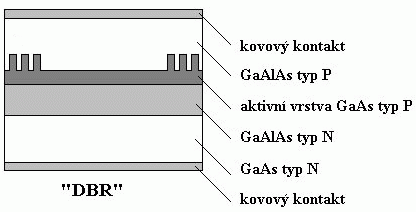 kovový kontakt
GaAlAs typ P
aktivní vrstva GaAs typ P
GaAlAs typ N
GaAs typ N
kovový kontakt
"DBR"